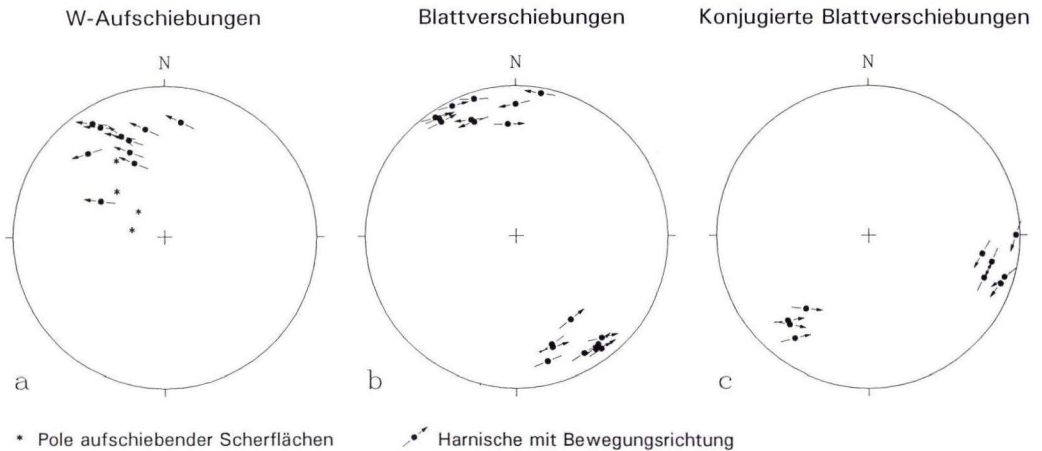 W-Aufschiebungen Blattverschiebungen Konjugierte Blattverschiebungen
N N N
a b c
* Pole aufschiebender Scherflächen Harnische mit Bewegungsrichtung